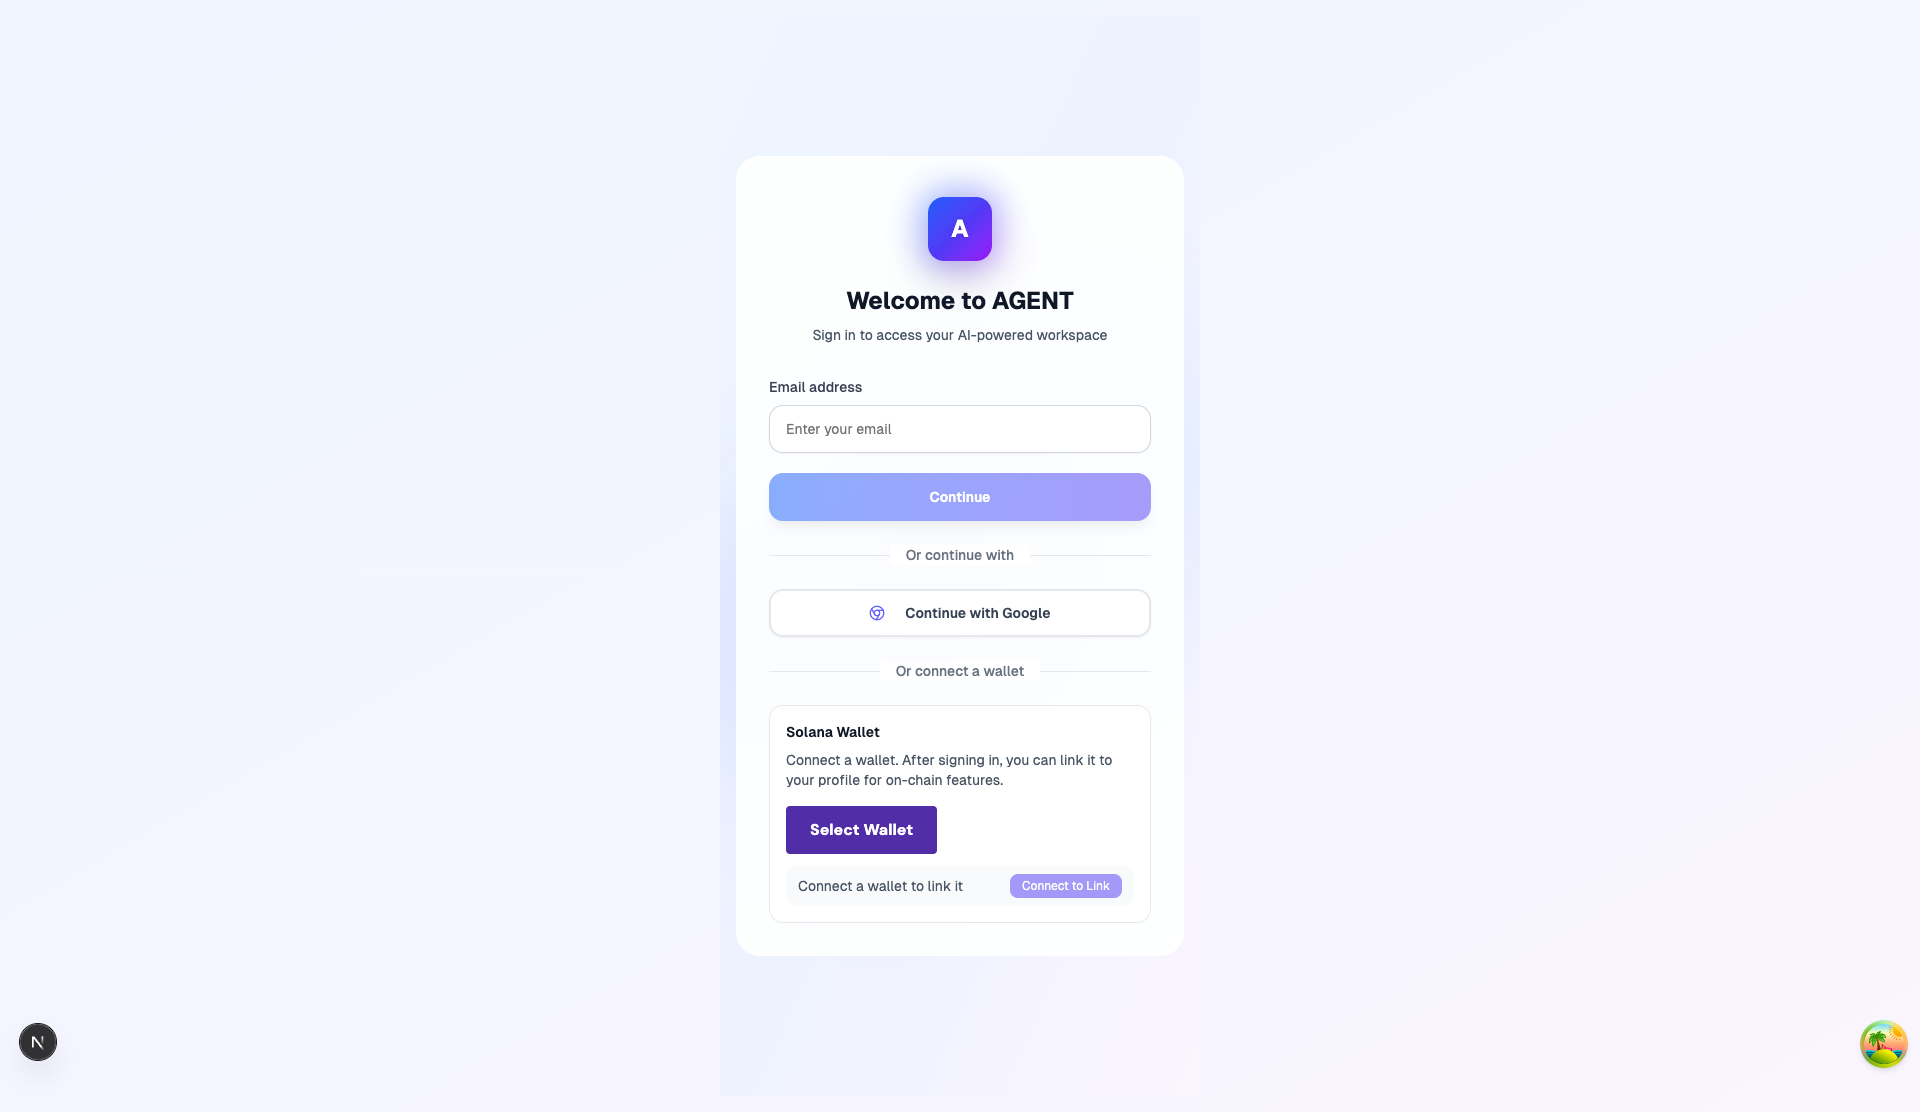 A
Welcome to AGENT
Sign in to access your AI-powered workspace
Email address
Enter your email
Continue
Or continue with
Continue with Google
Or connect a wallet
Solana Wallet
Connect a wallet. After signing in, you can link it to
your profile for on-chain features.
Select Wallet
Connect a wallet to link it
Connect to Link
N